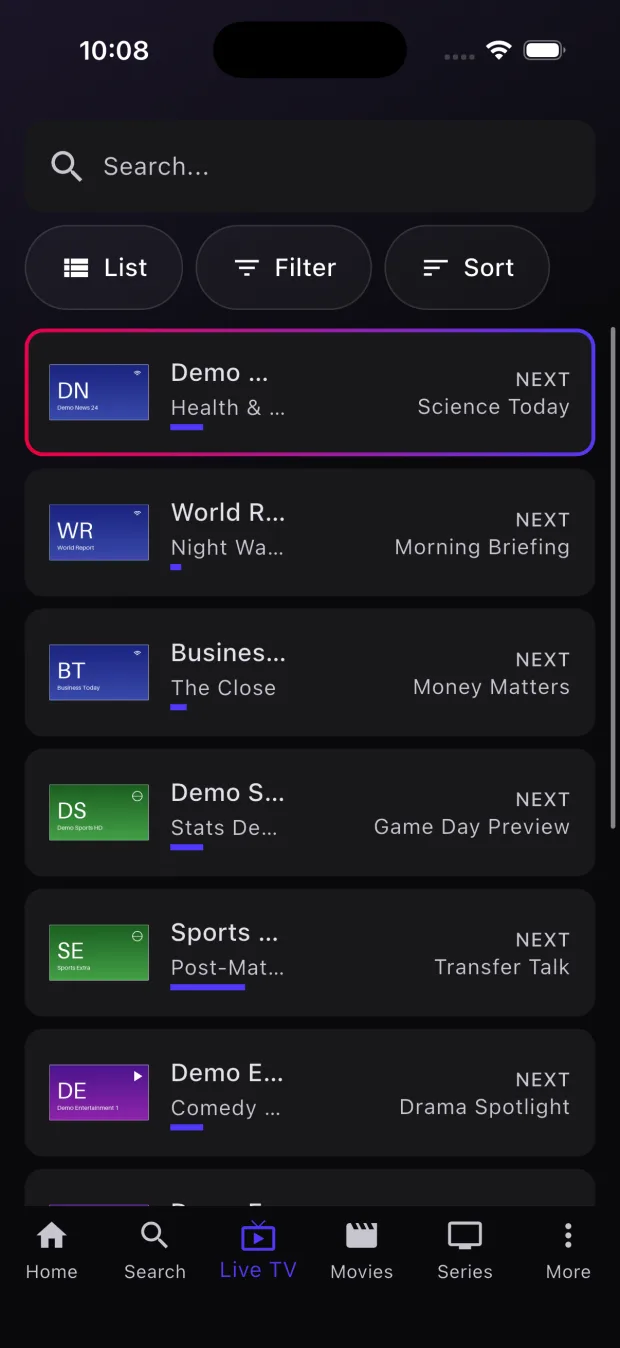 10:08
Search...
List
Filter
Sort
DN
Demo News 24
Demo ...
Health & ...
NEXT
Science Today
WR
World Report
World R...
Night Wa...
NEXT
Morning Briefing
BT
Business Today
Busines...
The Close
NEXT
Money Matters
DS
Demo Sports HD
Demo S...
Stats De...
NEXT
Game Day Preview
SE
Sports Extra
Sports ...
Post-Mat...
NEXT
Transfer Talk
DE
Demo Entertainment 1
Demo E...
Comedy ...
NEXT
Drama Spotlight
Home
Search
Live TV
Movies
Series
More